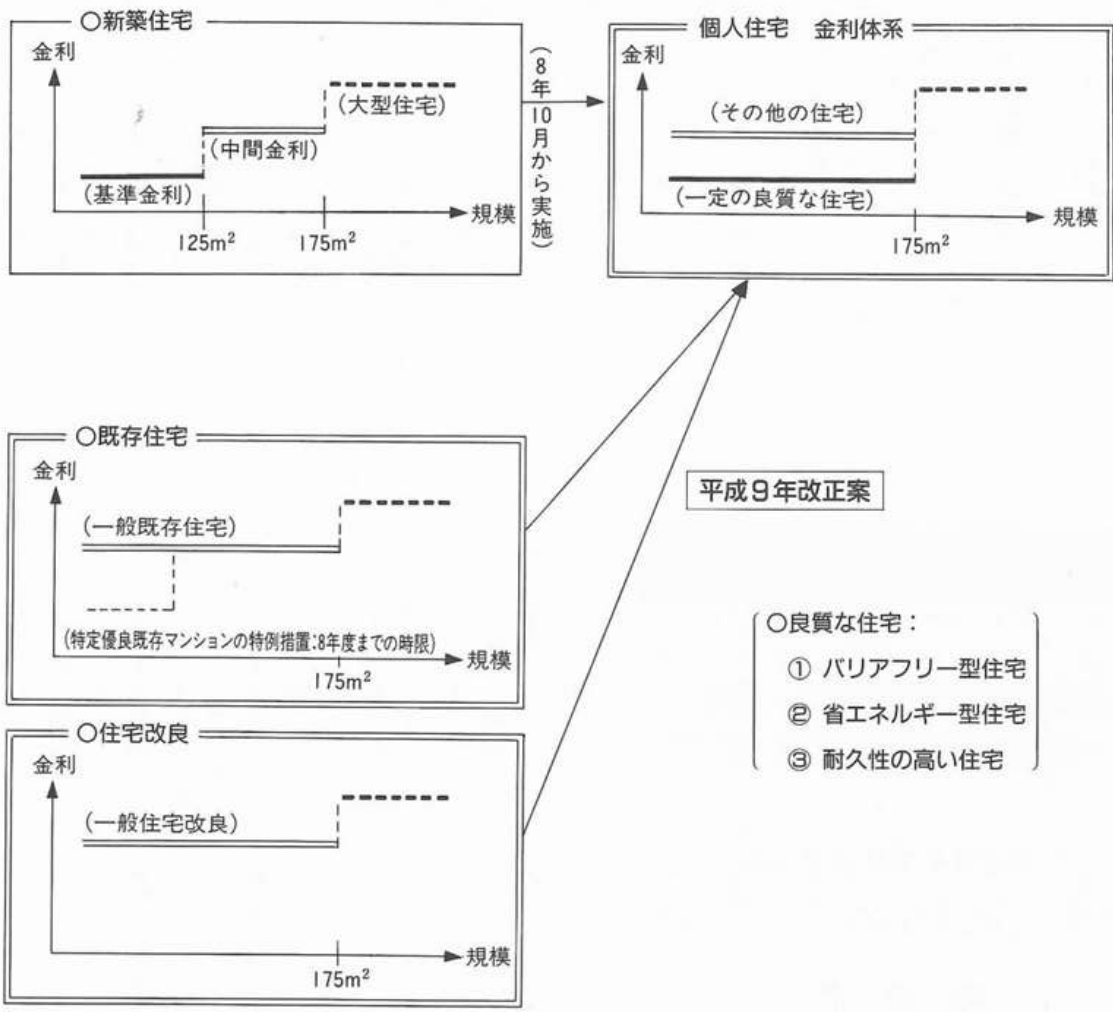 ○新築住宅
金利
(大型住宅)
(中間金利)
(基準金利)
規模
125m²
175m²
(8年10月から実施)
個人住宅 金利体系
金利
(その他の住宅)
(一定の良質な住宅)
規模
175m²
○既存住宅
金利
(一般既存住宅)
(特定優良既存マンションの特例措置:8年度までの時限)
規模
175m²
平成9年改正案
○良質な住宅:
① バリアフリー型住宅
② 省エネルギー型住宅
③ 耐久性の高い住宅
○住宅改良
金利
(一般住宅改良)
規模
175m²